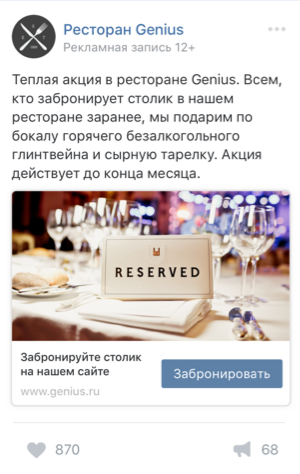 Ресторан Genius
Рекламная запись 12+
Теплая акция в ресторане Genius. Всем,
кто забронирует столик в нашем
ресторане заранее, мы подарим по
бокалу горячего безалкогольного
глинтвейна и сырную тарелку. Акция
действует до конца месяца.
RESERVED
Забронируйте столик
на нашем сайте
www.genius.ru
Забронировать
870
68